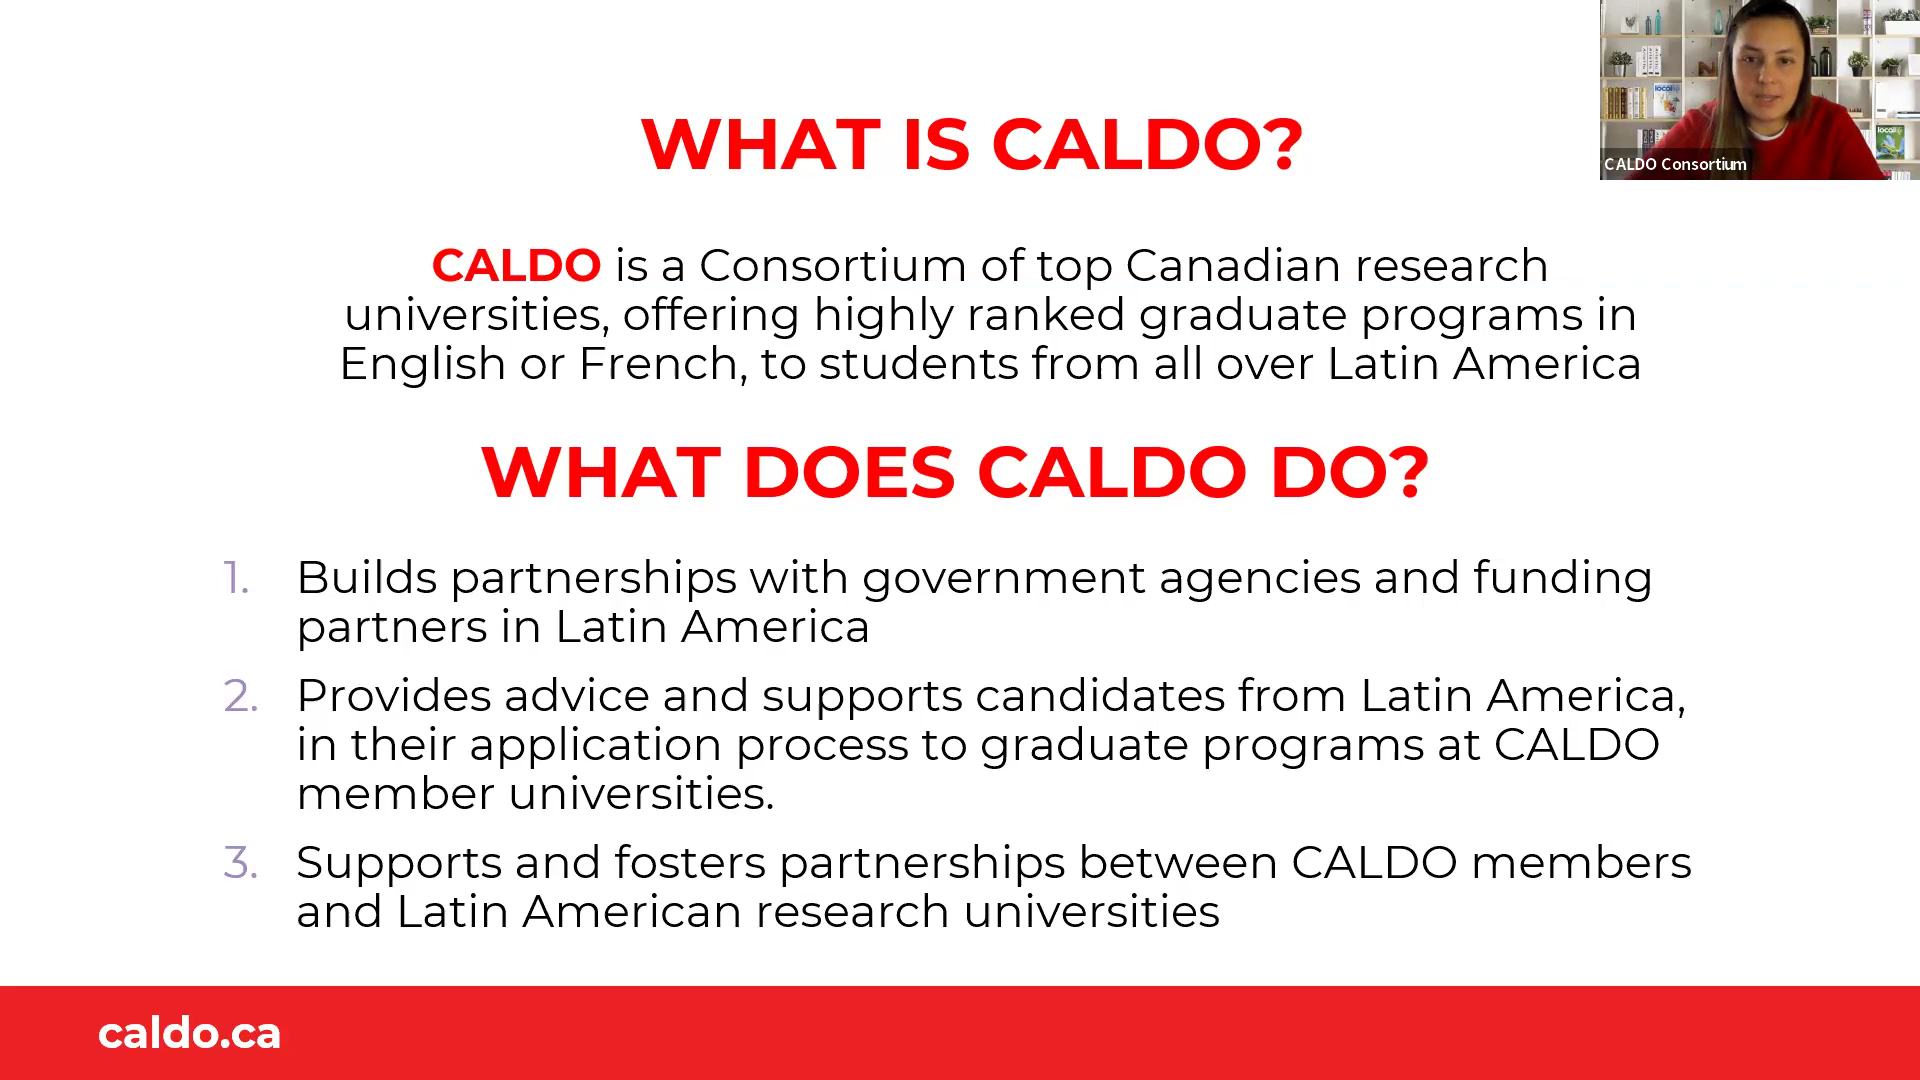 WHAT IS CALDO?
CALDO is a Consortium of top Canadian research
universities, offering highly ranked graduate programs in
English or French, to students from all over Latin America
WHAT DOES CALDO DO?
1. Builds partnerships with government agencies and funding
partners in Latin America
2. Provides advice and supports candidates from Latin America,
in their application process to graduate programs at CALDO
member universities.
3. Supports and fosters partnerships between CALDO members
and Latin American research universities
caldo.ca
CALDO Consortium